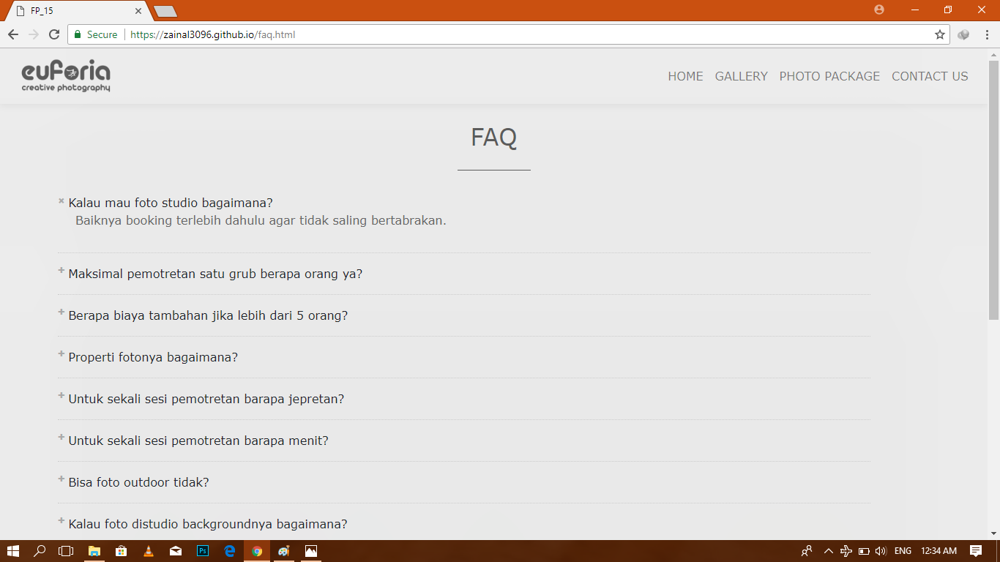 FP_15
Secure https://zainal3096.github.io/faq.html
euforia
creative photography
HOME GALLERY PHOTO PACKAGE CONTACT US
FAQ
Kalau mau foto studio bagaimana?
Baiknya booking terlebih dahulu agar tidak saling bertabrakan.
Maksimal pemotretan satu grub berapa orang ya?
Berapa biaya tambahan jika lebih dari 5 orang?
Properti fotonya bagaimana?
Untuk sekali sesi pemotretan barapa jepretan?
Untuk sekali sesi pemotretan barapa menit?
Bisa foto outdoor tidak?
Kalau foto distudio backgroundnya bagaimana?
Ps
ENG 12:34 AM